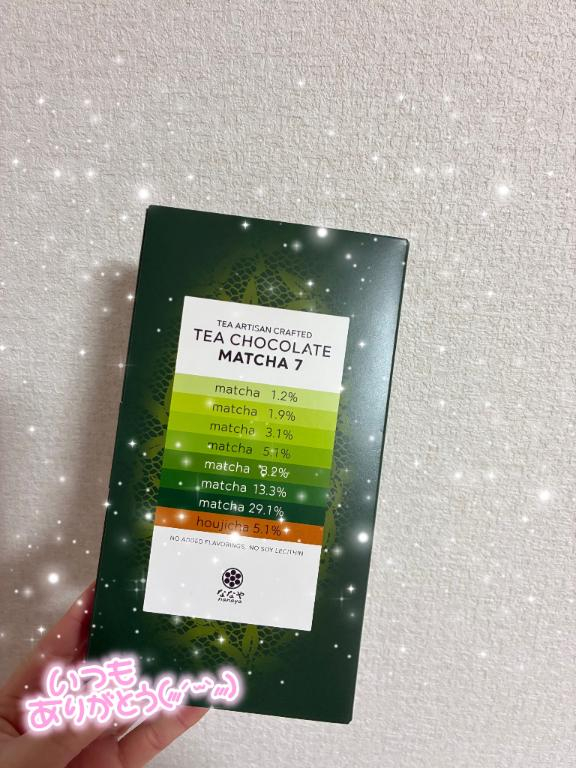 TEA ARTISAN CRAFTED
TEA CHOCOLATE
MATCHA 7
matcha 1.2%
matcha 1.9%
matcha 3.1%
matcha 5.1%
matcha 8.2%
matcha 13.3%
matcha 29.1%
houjicha 5.1%
NO ADDED FLAVORINGS, NO SOY LECITHIN
ななや
nanaya
いつも
ありがとう(⸝⸝ˊᵕˋ⸝⸝)